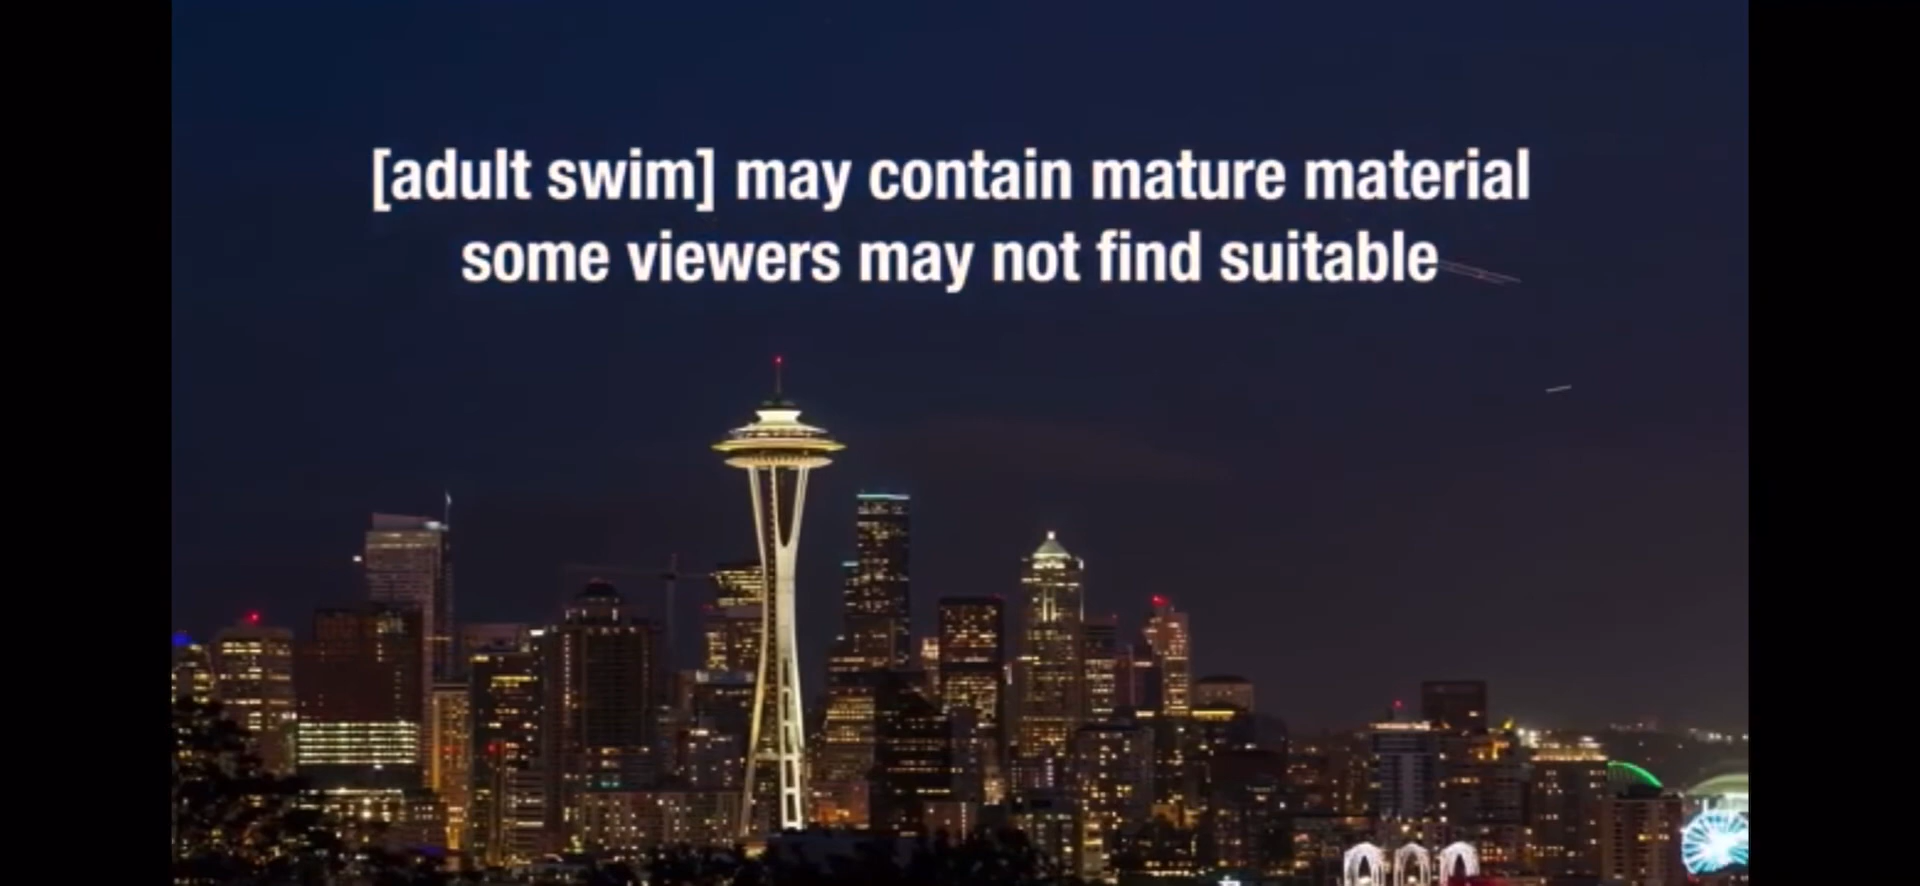 [adult swim] may contain mature material
some viewers may not find suitable